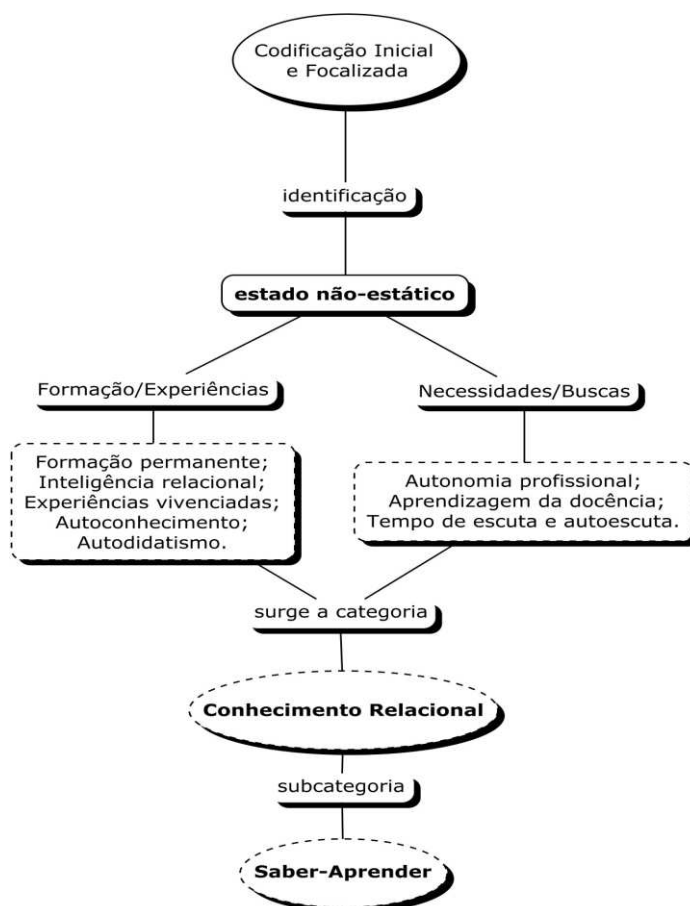 Codificação Inicial
e Focalizada
identificação
estado não-estático
Formação/Experiências
Necessidades/Buscas
Formação permanente;
Inteligência relacional;
Experiências vivenciadas;
Autoconhecimento;
Autodidatismo.
Autonomia profissional;
Aprendizagem da docência;
Tempo de escuta e autoescuta.
surge a categoria
Conhecimento Relacional
subcategoria
Saber-Aprender